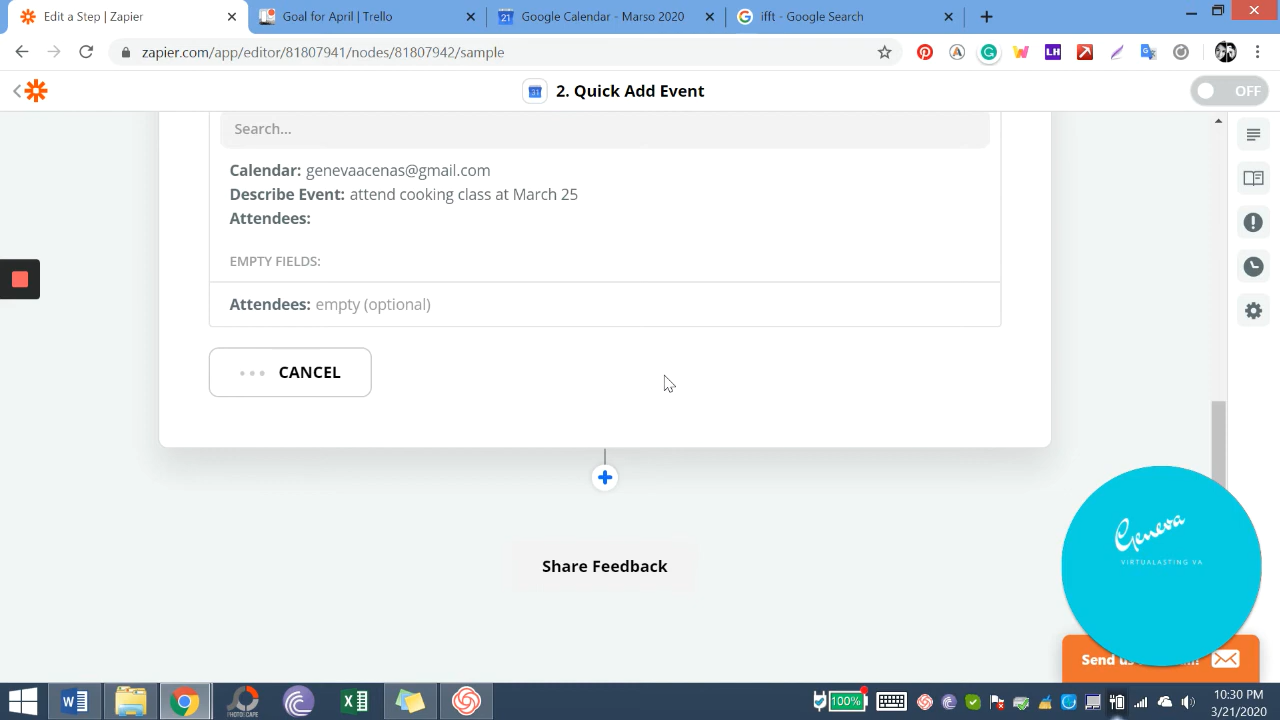 Edit a Step | Zapier
Goal for April | Trello
Google Calendar - Marso 2020
ifft - Google Search
zapier.com/app/editor/81807941/nodes/81807942/sample
2. Quick Add Event
OFF
Search...
Calendar: genevaacenas@gmail.com
Describe Event: attend cooking class at March 25
Attendees:
EMPTY FIELDS:
Attendees: empty (optional)
CANCEL
Share Feedback
Geneva
VIRTUALASTING VA
Send us
100%
PHOTOSCAPE
10:30 PM
3/21/2020